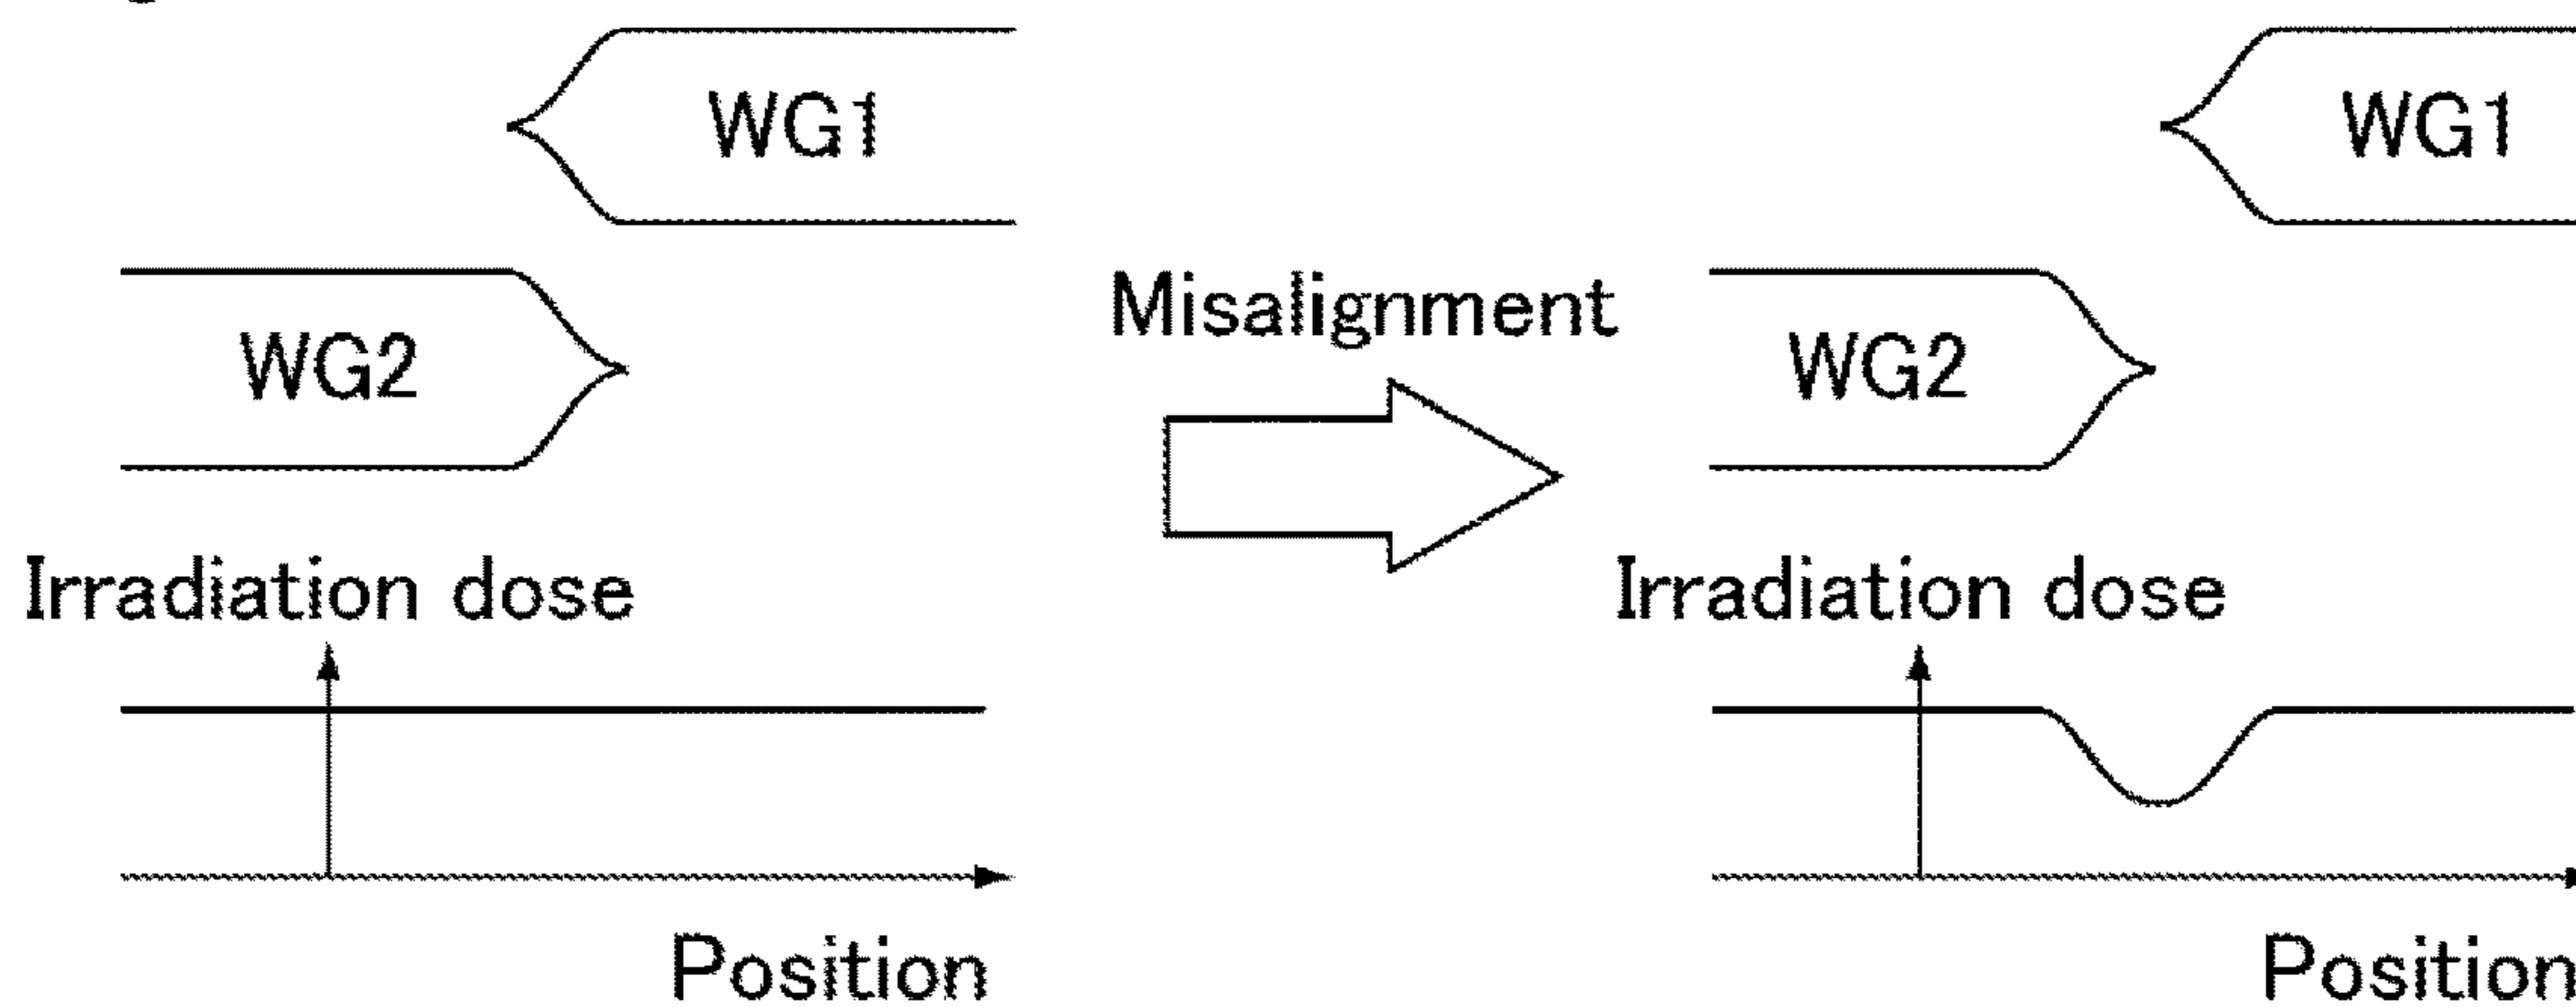 WG1
WG2
Irradiation dose
Position
Misalignment
WG1
WG2
Irradiation dose
Position